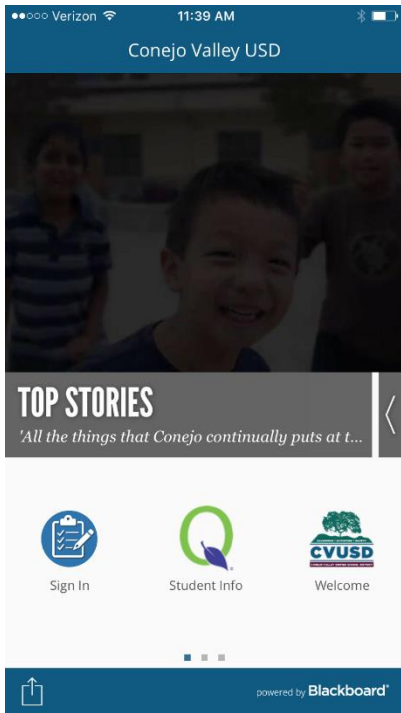 Verizon 11:39 AM
Conejo Valley USD
TOP STORIES
'All the things that Conejo continually puts at t...
Sign In
Student Info
CVUSD
Welcome
powered by Blackboard